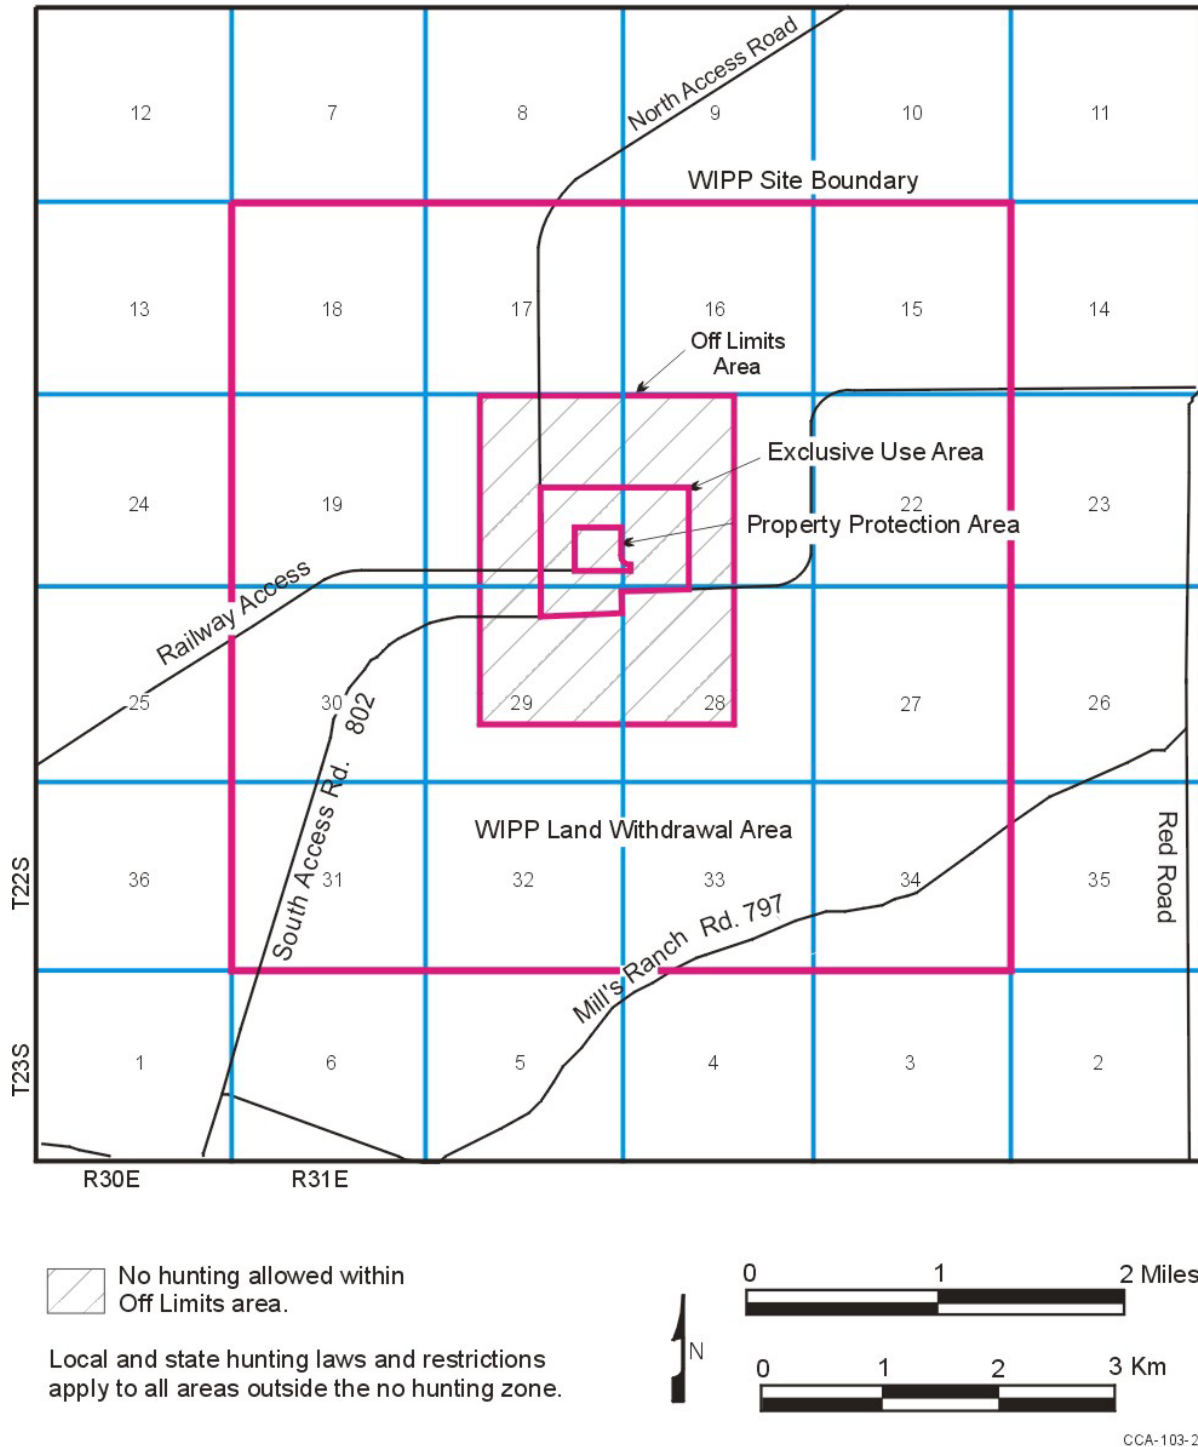 North Access Road
12 7 8 9 10 11
WIPP Site Boundary
13 18 17 16 15 14
Off Limits
Area
Exclusive Use Area
24 19 22 23
Property Protection Area
Railway Access
25 30 29 28 27 26
South Access Rd. 802
WIPP Land Withdrawal Area
Red Road
T22S
36 31 32 33 34 35
Mill's Ranch Rd. 797
T23S
1 6 5 4 3 2
R30E R31E
No hunting allowed within
Off Limits area.
Local and state hunting laws and restrictions
apply to all areas outside the no hunting zone.
N
0 1 2 Miles
0 1 2 3 Km
CCA-103-2